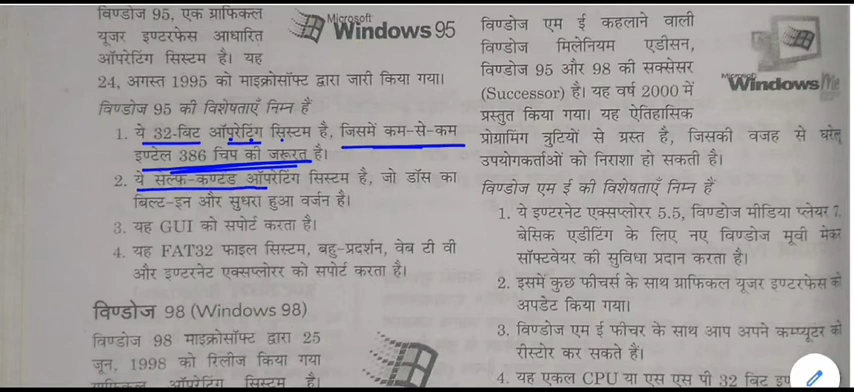 विण्डोज 95, एक ग्राफिकल
यूजर इण्टरफेस आधारित
ऑपरेटिंग सिस्टम है। यह
Microsoft
Windows 95
24, अगस्त 1995 को माइक्रोसॉफ्ट द्वारा जारी किया गया।
विण्डोज 95 की विशेषताएँ निम्न हैं
1. ये 32-बिट ऑपरेटिंग सिस्टम है, जिसमें कम-से-कम
इण्टेल 386 चिप की जरूरत है।
2. ये सेल्फ-कण्टेंड ऑपरेटिंग सिस्टम है, जो डॉस का
बिल्ट-इन और सुधरा हुआ वर्जन है।
3. यह GUI को सपोर्ट करता है।
4. यह FAT32 फाइल सिस्टम, बहु-प्रदर्शन, वेब टी वी
और इण्टरनेट एक्सप्लोरर को सपोर्ट करता है।
विण्डोज 98 (Windows 98)
विण्डोज 98 माइक्रोसॉफ्ट द्वारा 25
जून, 1998 को रिलीज किया गया
ग्राफिकल ऑपरेटिंग सिस्टम है।
विण्डोज एम ई कहलाने वाली
विण्डोज मिलेनियम एडीसन,
विण्डोज 95 और 98 की सक्सेसर
(Successor) है। यह वर्ष 2000 में
Microsoft
Windows Me
प्रस्तुत किया गया। यह ऐतिहासिक
प्रोग्रामिंग त्रुटियों से ग्रस्त है, जिसकी वजह से घरेलू
उपयोगकर्ताओं को निराशा हो सकती है।
विण्डोज एम ई की विशेषताएँ निम्न हैं
1. ये इण्टरनेट एक्सप्लोरर 5.5, विण्डोज मीडिया प्लेयर 7,
बेसिक एडीटिंग के लिए नए विण्डोज मूवी मेकर
सॉफ्टवेयर की सुविधा प्रदान करता है।
2. इसमें कुछ फीचर्स के साथ ग्राफिकल यूजर इण्टरफेस को
अपडेट किया गया।
3. विण्डोज एम ई फीचर के साथ आप अपने कम्प्यूटर को
रीस्टोर कर सकते हैं।
4. यह एकल CPU या एस एस पी 32 बिट